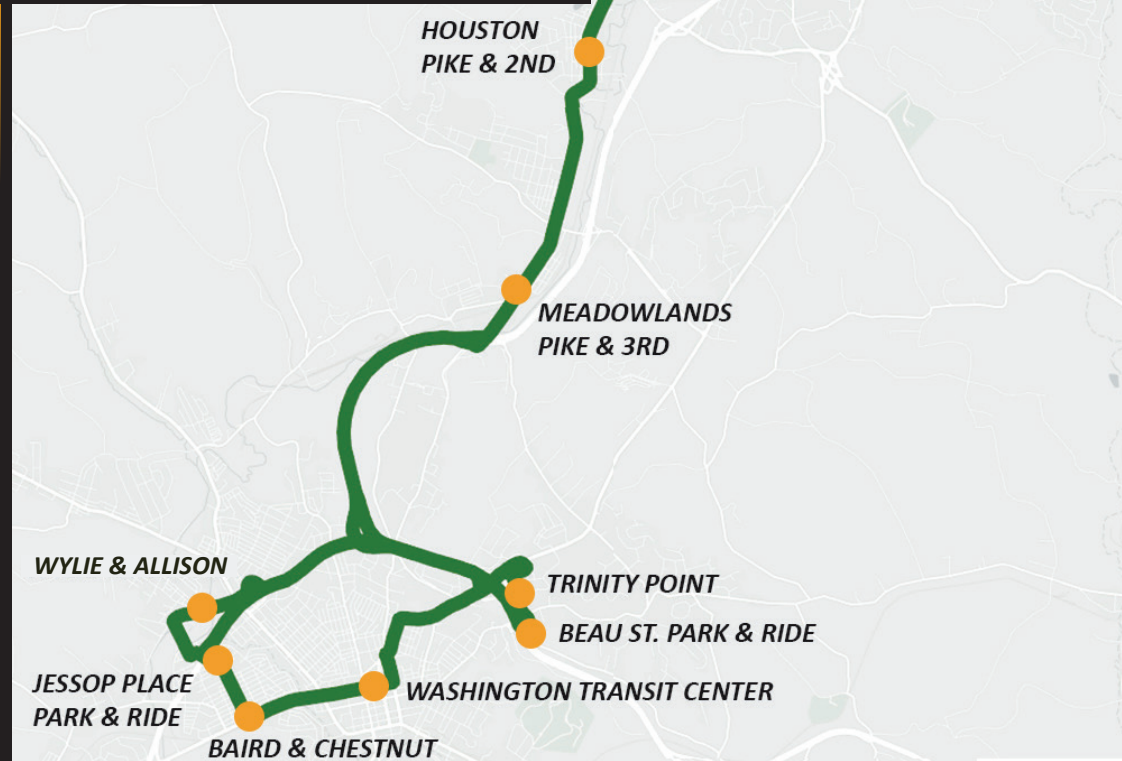 HOUSTON
PIKE & 2ND
MEADOWLANDS
PIKE & 3RD
WYLIE & ALLISON
TRINITY POINT
BEAU ST. PARK & RIDE
JESSOP PLACE
PARK & RIDE
WASHINGTON TRANSIT CENTER
BAIRD & CHESTNUT